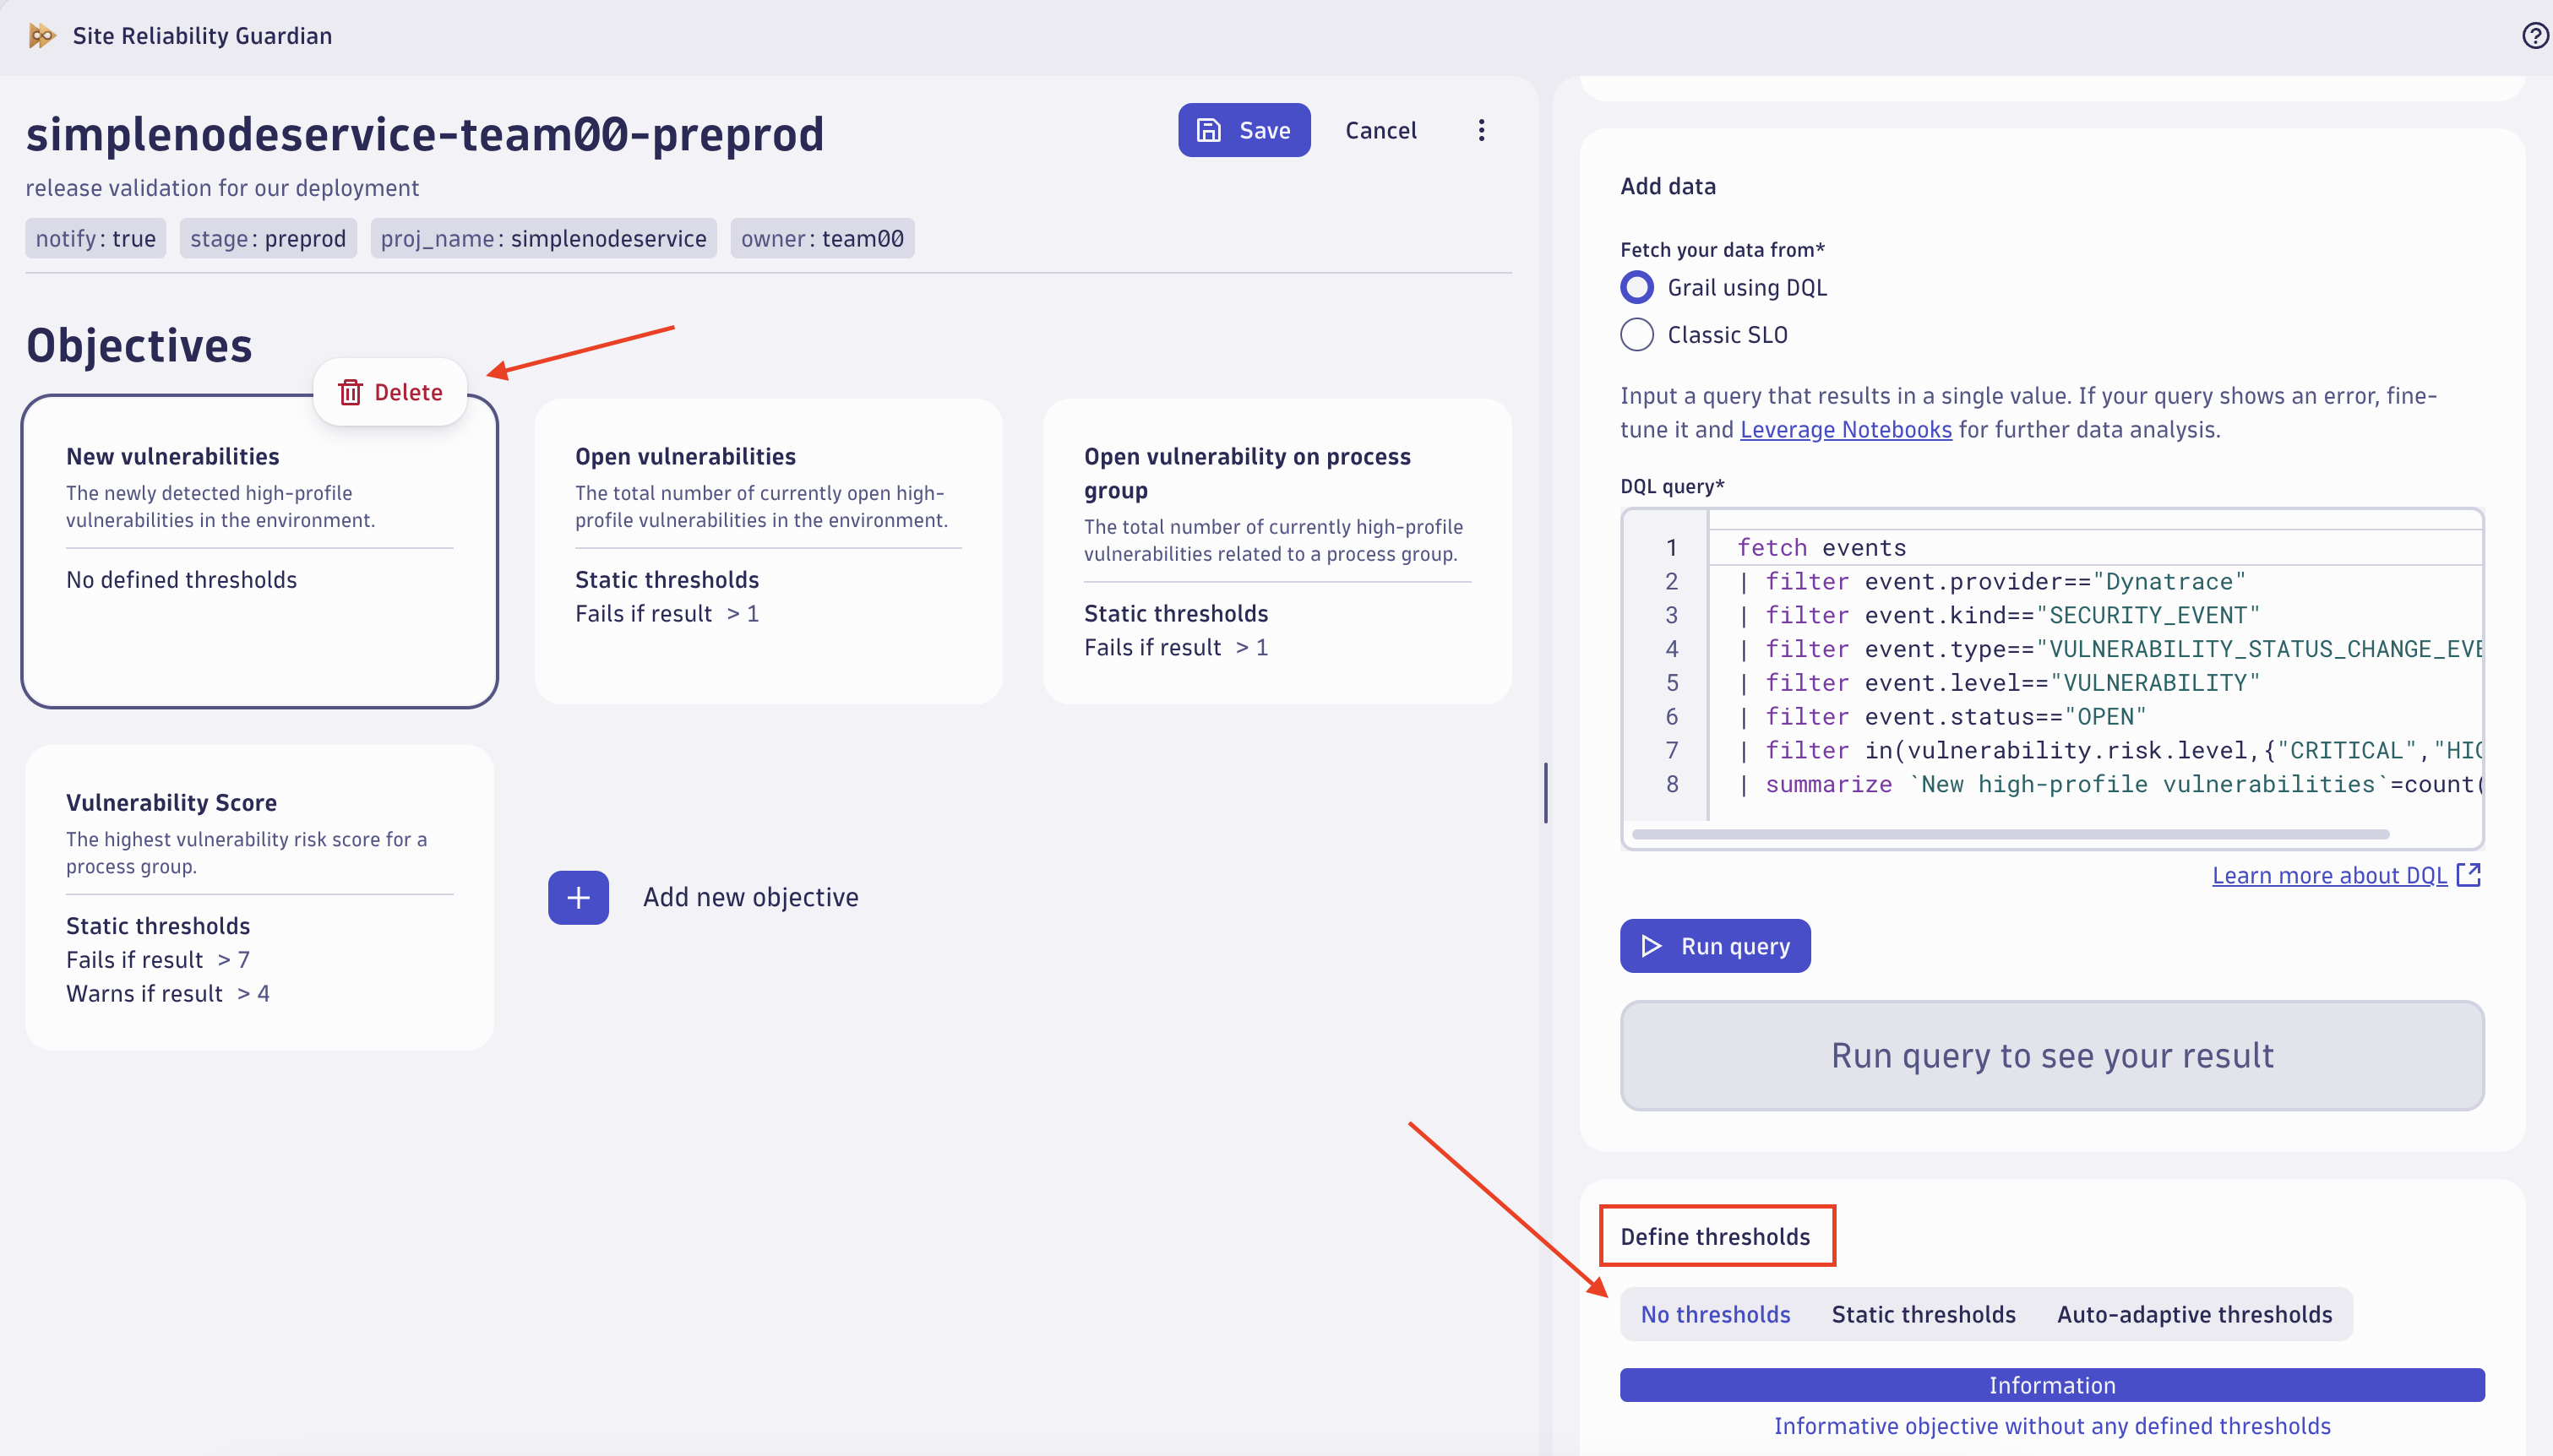 Site Reliability Guardian
simplenodeservice-team00-preprod
Save
Cancel
release validation for our deployment
notify: true
stage: preprod
proj_name: simplenodeservice
owner: team00
Objectives
Delete
New vulnerabilities
The newly detected high-profile
vulnerabilities in the environment.
No defined thresholds
Open vulnerabilities
The total number of currently open high-
profile vulnerabilities in the environment.
Static thresholds
Fails if result > 1
Open vulnerability on process
group
The total number of currently high-profile
vulnerabilities related to a process group.
Static thresholds
Fails if result > 1
Vulnerability Score
The highest vulnerability risk score for a
process group.
Static thresholds
Fails if result > 7
Warns if result > 4
Add new objective
Add data
Fetch your data from*
Grail using DQL
Classic SLO
Input a query that results in a single value. If your query shows an error, fine-
tune it and Leverage Notebooks for further data analysis.
DQL query*
1 fetch events
2 | filter event.provider=="Dynatrace"
3 | filter event.kind=="SECURITY_EVENT"
4 | filter event.type=="VULNERABILITY_STATUS_CHANGE_EVE
5 | filter event.level=="VULNERABILITY"
6 | filter event.status=="OPEN"
7 | filter in(vulnerability.risk.level,{"CRITICAL","HIG
8 | summarize `New high-profile vulnerabilities`=count(
Learn more about DQL
Run query
Run query to see your result
Define thresholds
No thresholds
Static thresholds
Auto-adaptive thresholds
Information
Informative objective without any defined thresholds